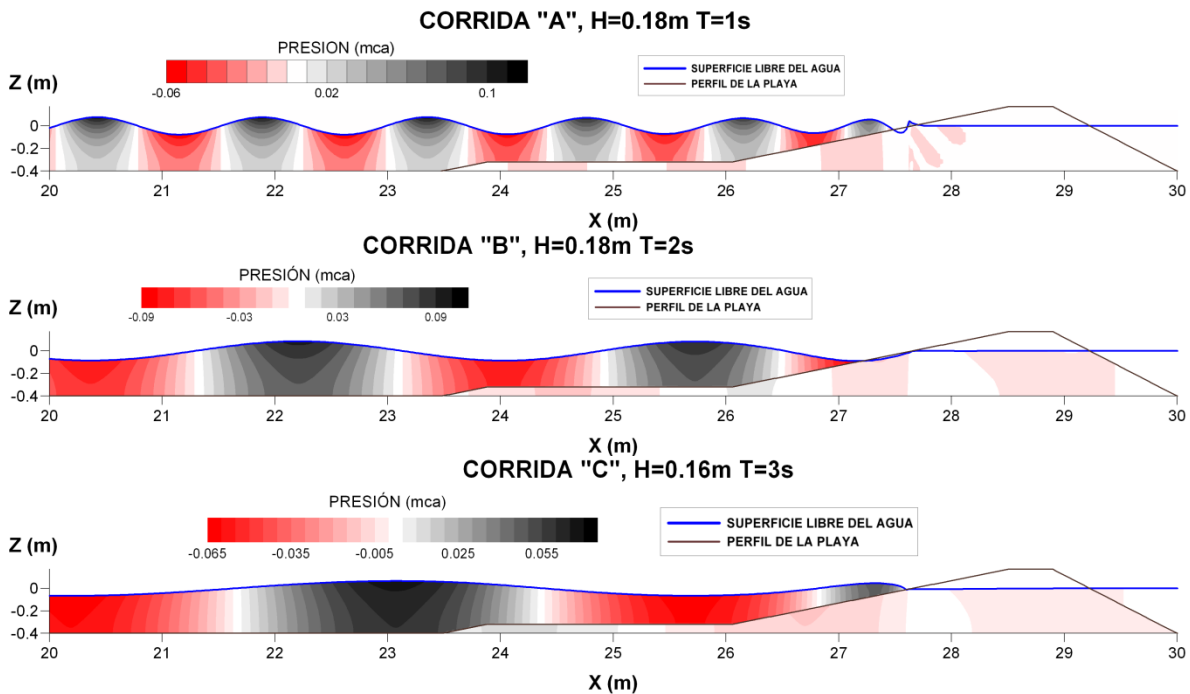 CORRIDA "A", H=0.18m T=1s
PRESION (mca)
-0.06 0.02 0.1
SUPERFICIE LIBRE DEL AGUA
PERFIL DE LA PLAYA
Z (m)
0
-0.2
-0.4
20 21 22 23 24 25 26 27 28 29 30
X (m)
CORRIDA "B", H=0.18m T=2s
PRESIÓN (mca)
-0.09 -0.03 0.03 0.09
SUPERFICIE LIBRE DEL AGUA
PERFIL DE LA PLAYA
Z (m)
0
-0.2
-0.4
20 21 22 23 24 25 26 27 28 29 30
X (m)
CORRIDA "C", H=0.16m T=3s
PRESIÓN (mca)
-0.065 -0.035 -0.005 0.025 0.055
SUPERFICIE LIBRE DEL AGUA
PERFIL DE LA PLAYA
Z (m)
0
-0.2
-0.4
20 21 22 23 24 25 26 27 28 29 30
X (m)